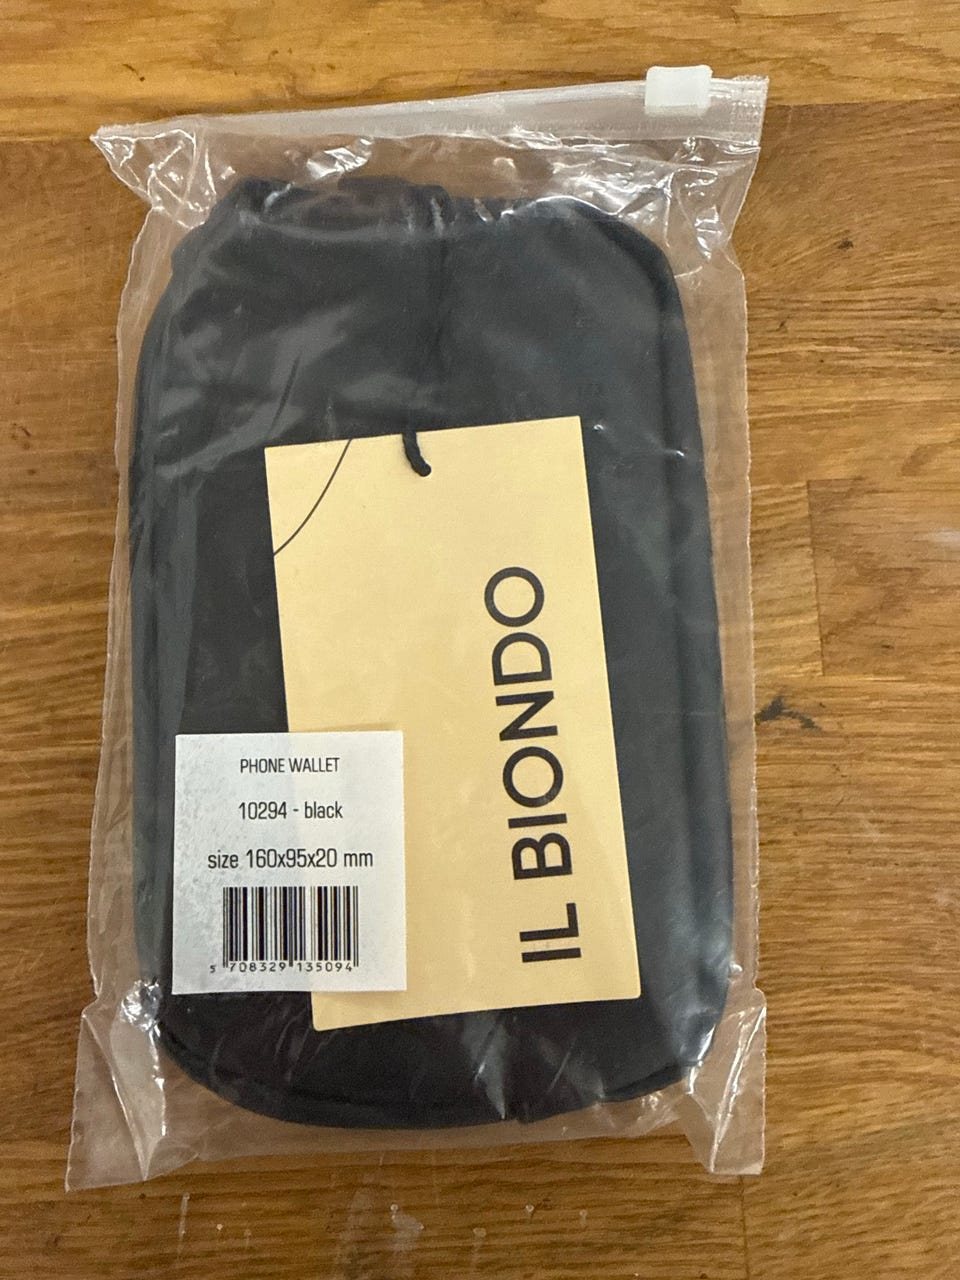 IL BIONDO
PHONE WALLET
10294 - black
size 160x95x20 mm
5 708329 135094